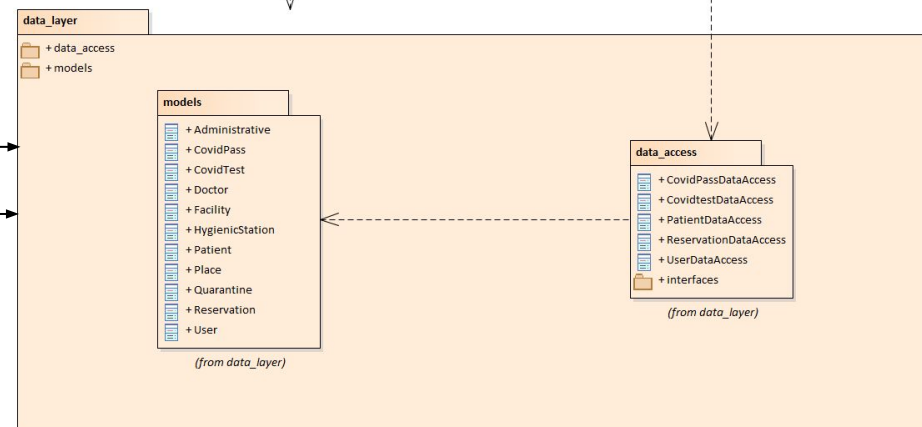 data_layer
+ data_access
+ models
models
+ Administrative
+ CovidPass
+ CovidTest
+ Doctor
+ Facility
+ HygienicStation
+ Patient
+ Place
+ Quarantine
+ Reservation
+ User
(from data_layer)
data_access
+ CovidPassDataAccess
+ CovidtestDataAccess
+ PatientDataAccess
+ ReservationDataAccess
+ UserDataAccess
+ interfaces
(from data_layer)